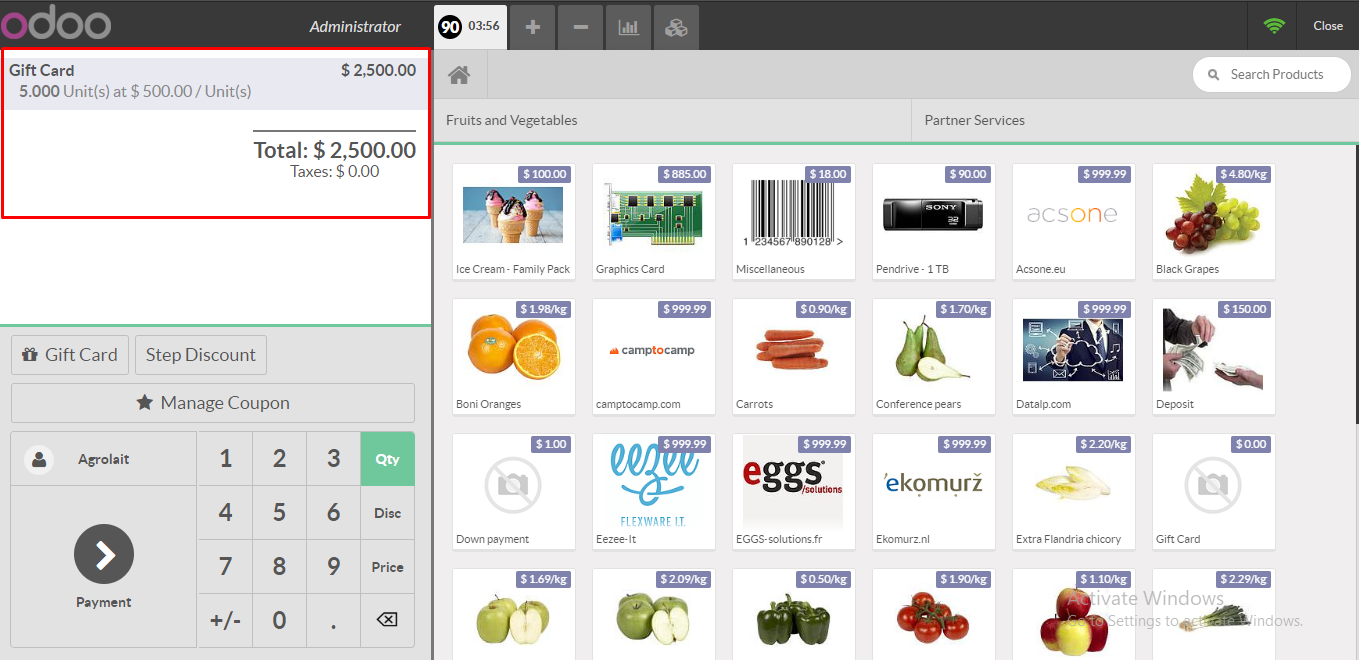 odoo
Administrator
90 03:56
Close
Gift Card $ 2,500.00
5.000 Unit(s) at $ 500.00 / Unit(s)
Total: $ 2,500.00
Taxes: $ 0.00
Gift Card
Step Discount
Manage Coupon
Agrolait
Payment
1 2 3 Qty
4 5 6 Disc
7 8 9 Price
+/- 0 .
Search Products
Fruits and Vegetables
Partner Services
$ 100.00
Ice Cream - Family Pack
$ 885.00
Graphics Card
$ 18.00
1 234567 890128 >
Miscellaneous
$ 90.00
SONY
32
Pendrive - 1 TB
$ 999.99
acsone
Acsone.eu
$ 4.80/kg
Black Grapes
$ 1.98/kg
Boni Oranges
$ 999.99
camptocamp
camptocamp.com
$ 0.90/kg
Carrots
$ 1.70/kg
Conference pears
$ 999.99
Datalp.com
$ 150.00
Deposit
$ 1.00
Down payment
$ 999.99
eezee
FLEXWARE I.T.
Eezee-It
$ 999.99
eggs
/solutions
EGGS-solutions.fr
$ 999.99
'ekomurž
Ekomurz.nl
$ 2.20/kg
Extra Flandria chicory
$ 0.00
Gift Card
$ 1.69/kg
$ 2.09/kg
$ 0.50/kg
$ 1.90/kg
$ 1.10/kg
$ 2.29/kg
Activate Windows
Go to Settings to activate Windows.